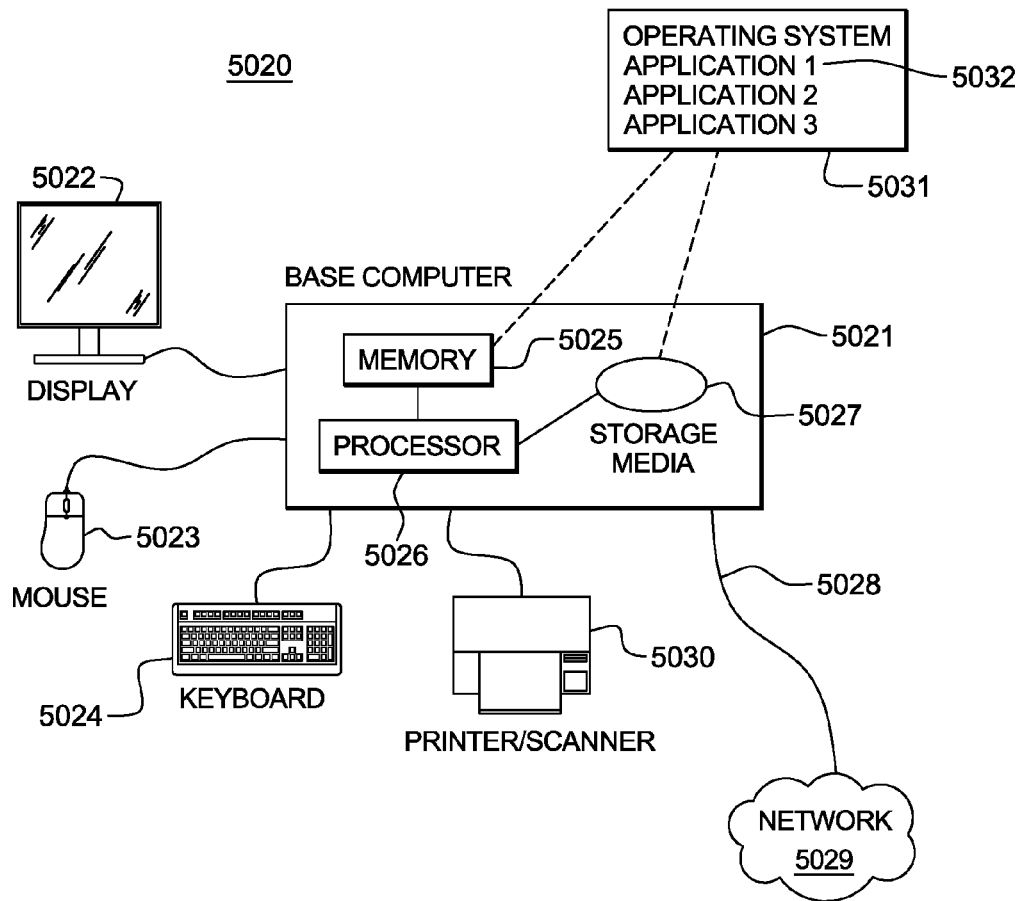 5020
OPERATING SYSTEM
APPLICATION 1
APPLICATION 2
APPLICATION 3
5032
5031
5022
DISPLAY
BASE COMPUTER
5021
MEMORY
5025
PROCESSOR
5026
STORAGE
MEDIA
5027
MOUSE
5023
KEYBOARD
5024
PRINTER/SCANNER
5030
5028
NETWORK
5029